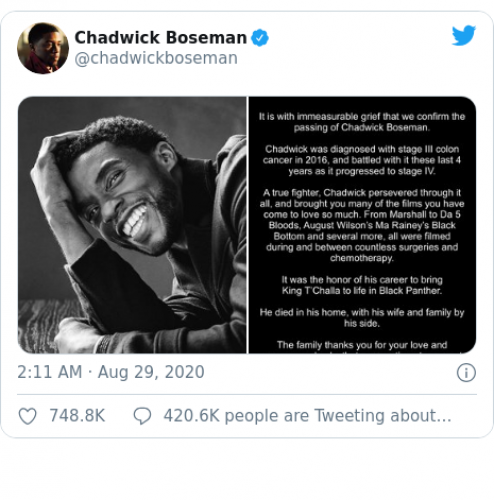 Chadwick Boseman
@chadwickboseman
It is with immeasurable grief that we confirm the
passing of Chadwick Boseman.
Chadwick was diagnosed with stage III colon
cancer in 2016, and battled with it these last 4
years as it progressed to stage IV.
A true fighter, Chadwick persevered through it
all, and brought you many of the films you have
come to love so much. From Marshall to Da 5
Bloods, August Wilson's Ma Rainey's Black
Bottom and several more, all were filmed
during and between countless surgeries and
chemotherapy.
It was the honor of his career to bring
King T'Challa to life in Black Panther.
He died in his home, with his wife and family by
his side.
The family thanks you for your love and
2:11 AM · Aug 29, 2020
748.8K
420.6K people are Tweeting about...